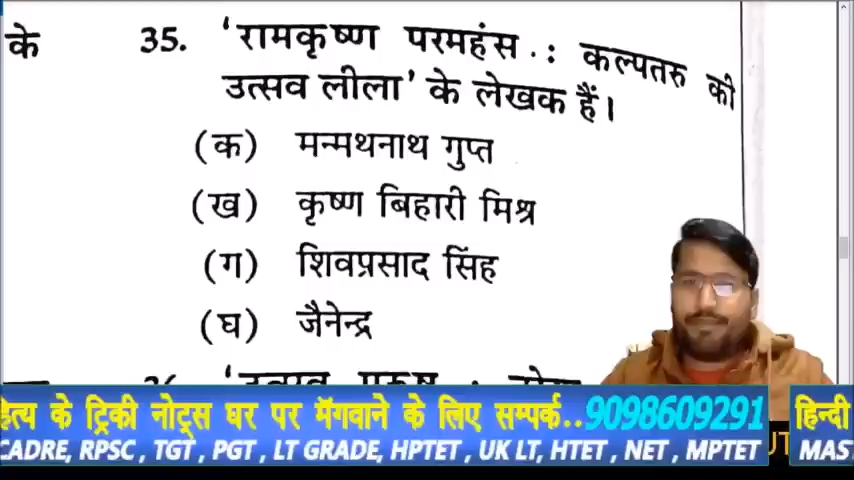 के
35. 'रामकृष्ण परमहंस : कल्पतरु की
उत्सव लीला' के लेखक हैं।
(क) मन्मथनाथ गुप्त
(ख) कृष्ण बिहारी मिश्र
(ग) शिवप्रसाद सिंह
(घ) जैनेन्द्र
के ट्रिकी नोट्स घर पर मॅगवाने के लिए सम्पर्क..9098609291 हिन्दी
CADRE, RPSC , TGT , PGT , LT GRADE, HPTET , UK LT, HTET , NET , MPTET